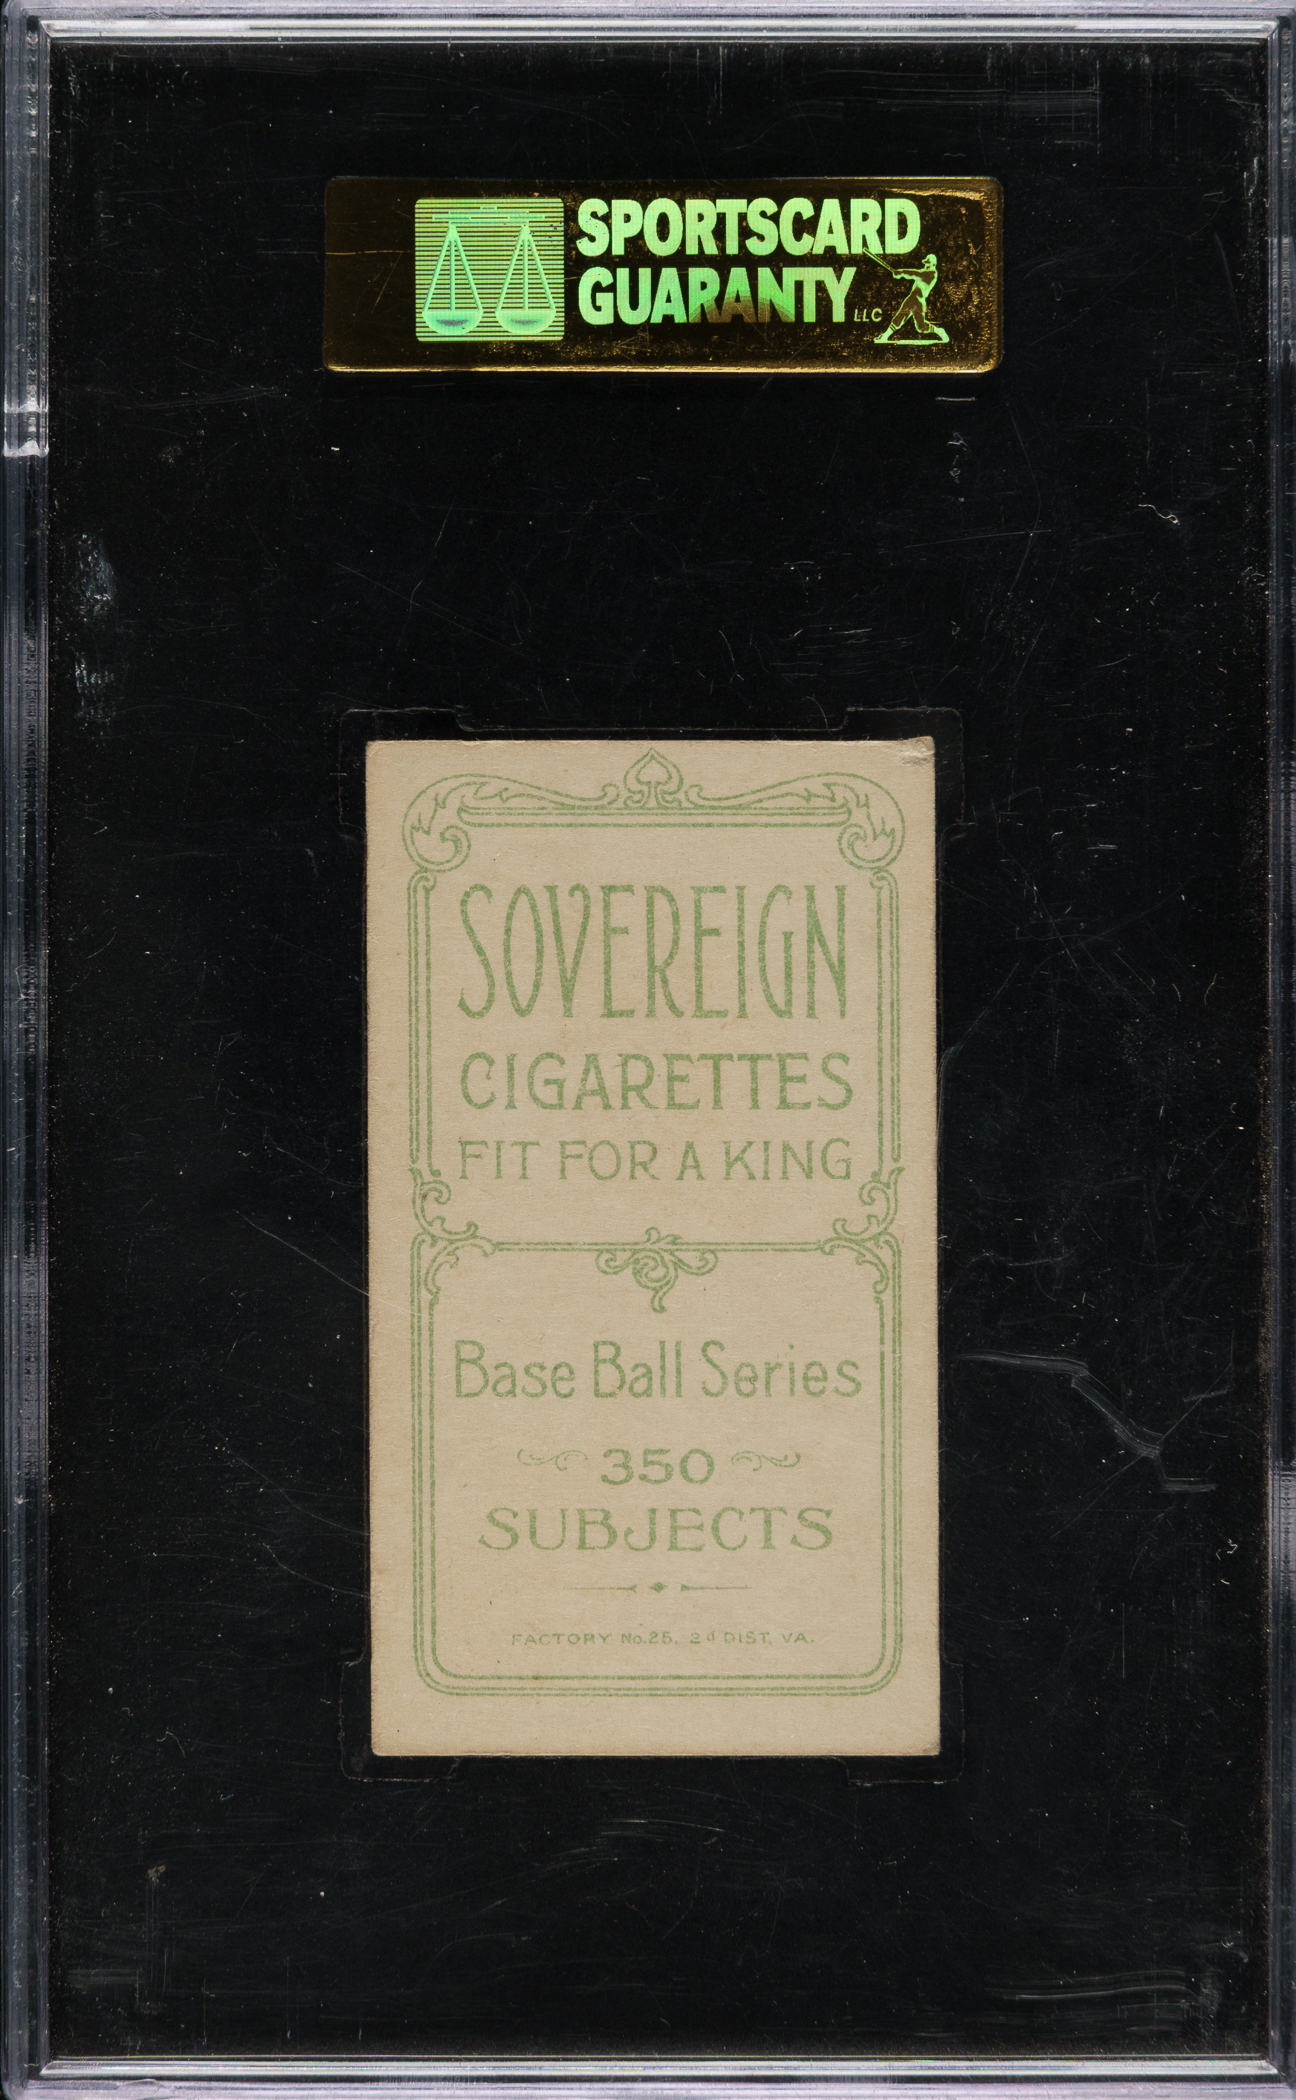 SPORTSCARD
GUARANTY LLC
SOVEREIGN
CIGARETTES
FIT FOR A KING
Base Ball Series
350
SUBJECTS
FACTORY No. 25, 2d DIST, VA.